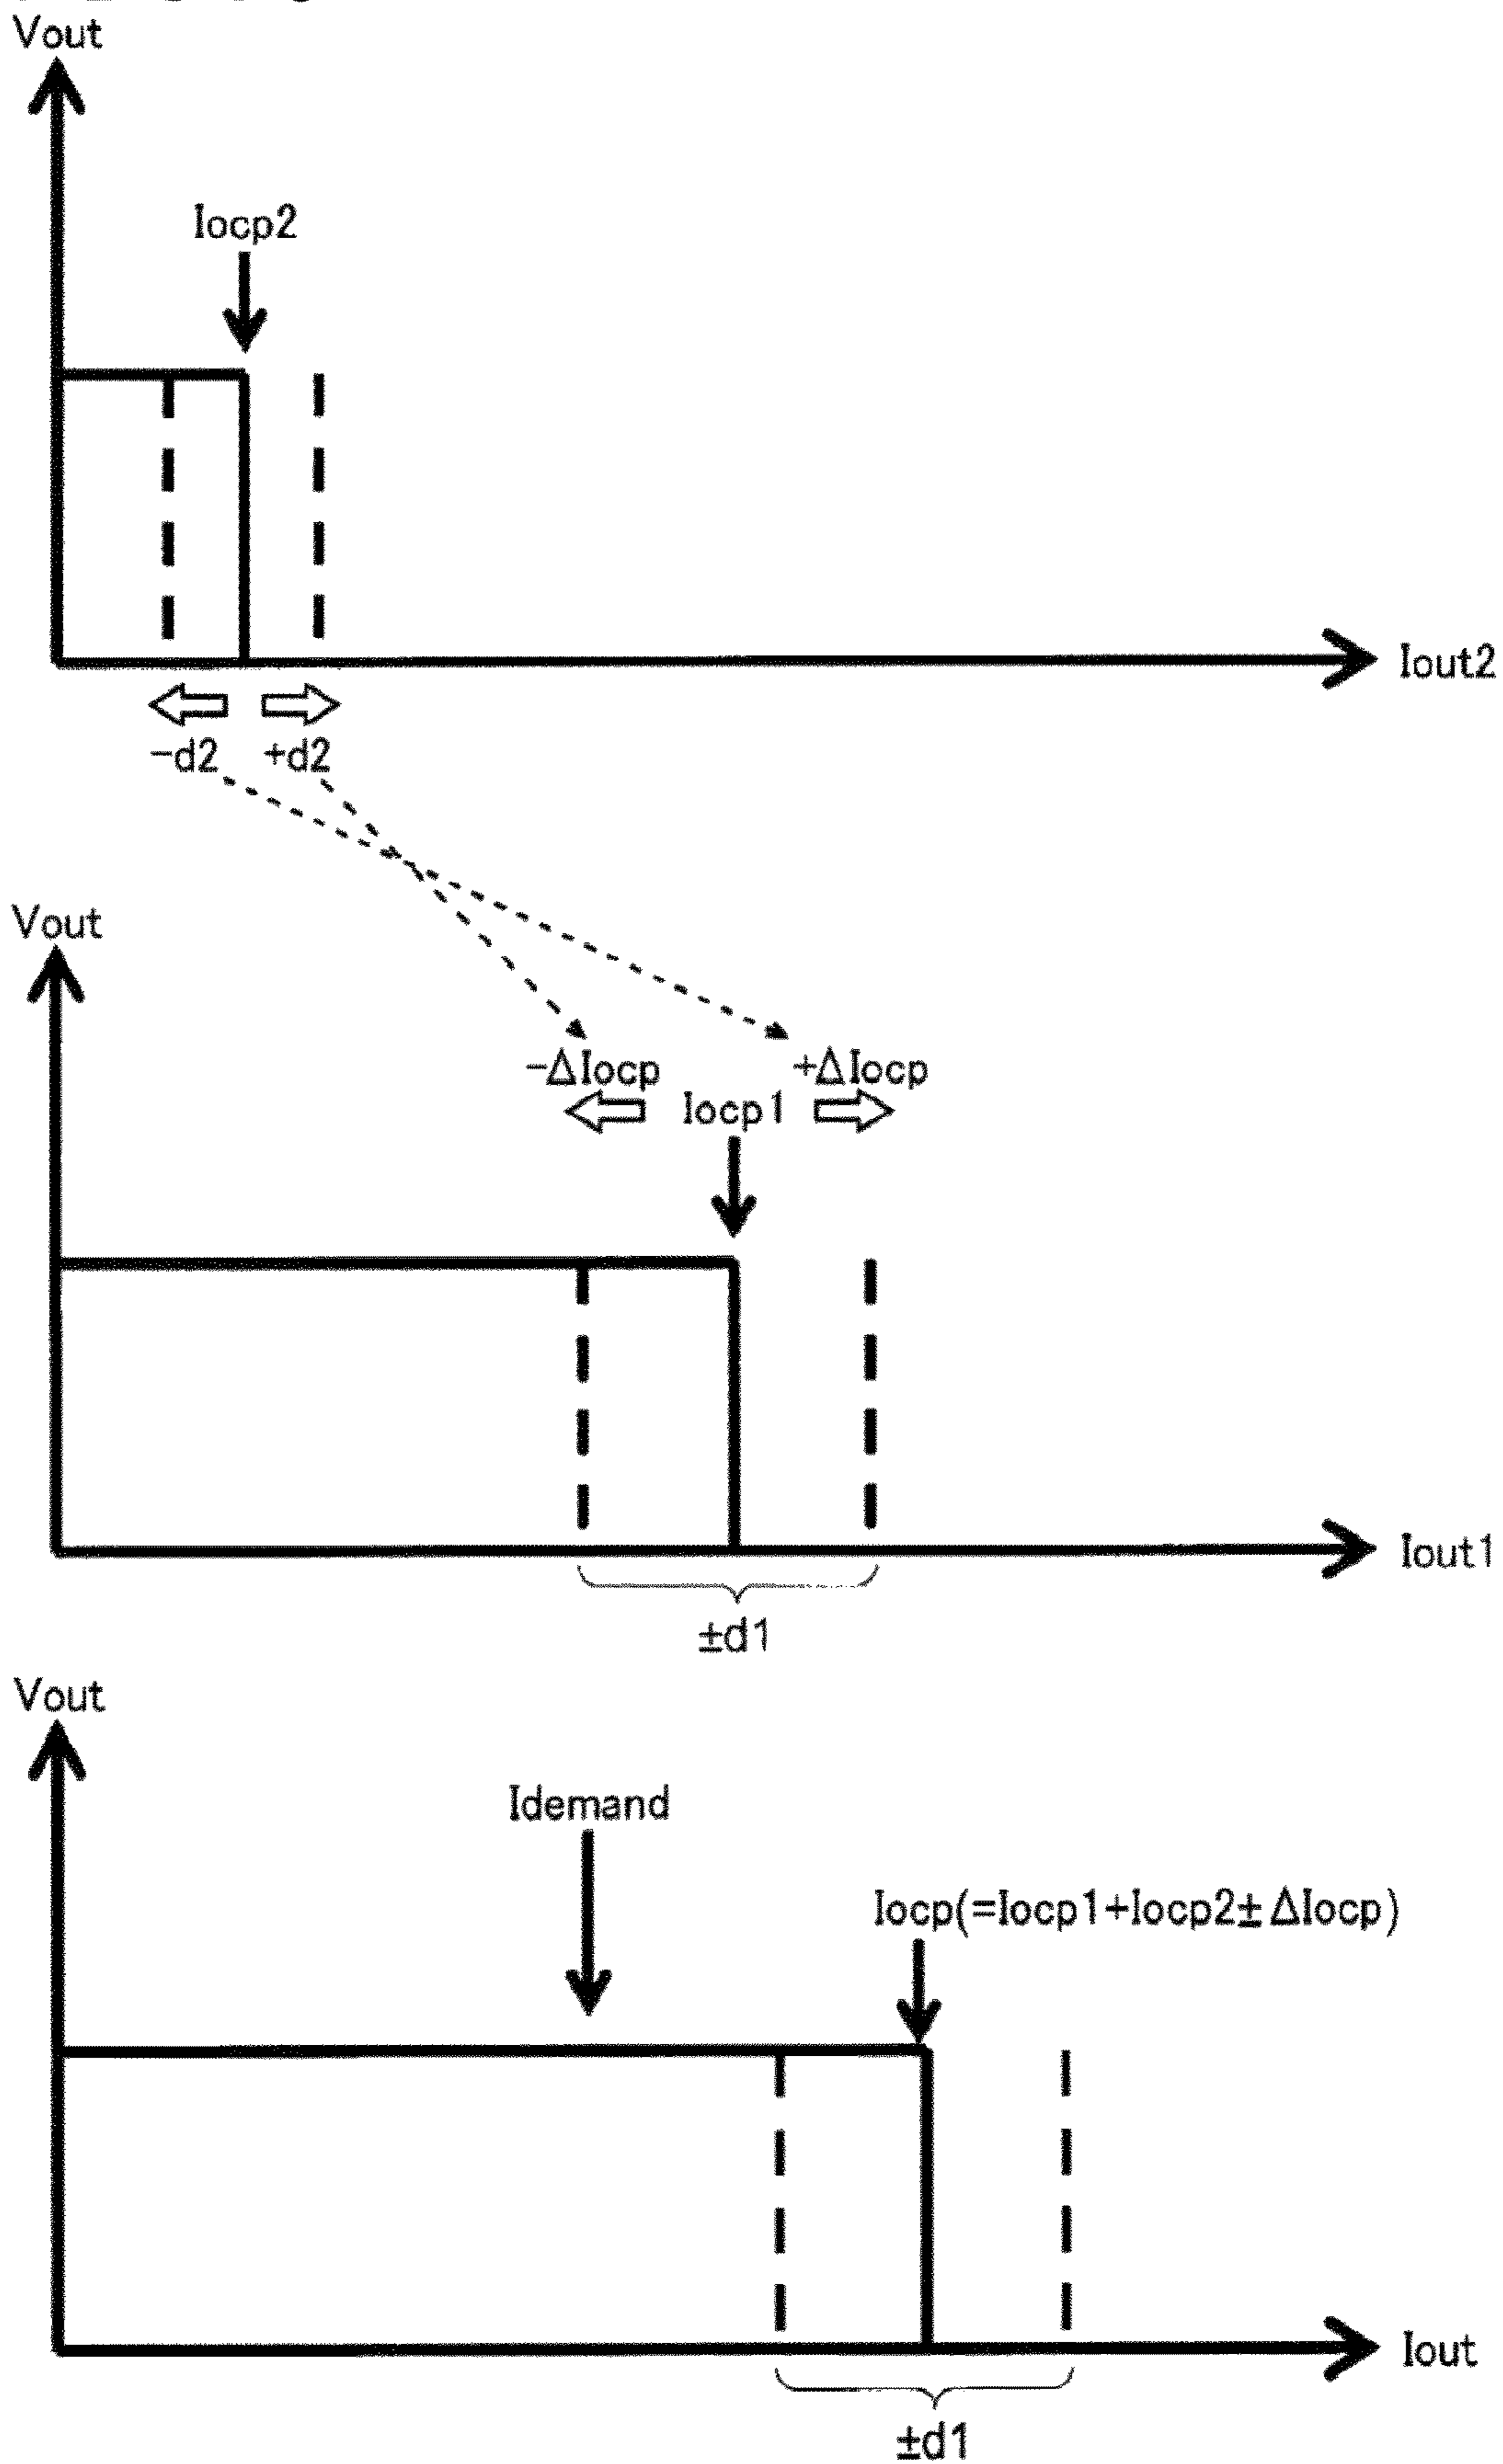 Vout
Iocp2
Iout2
-d2 +d2
Vout
-ΔIocp +ΔIocp
Iocp1
Iout1
±d1
Vout
Idemand
Iocp(=Iocp1+Iocp2±ΔIocp)
Iout
±d1